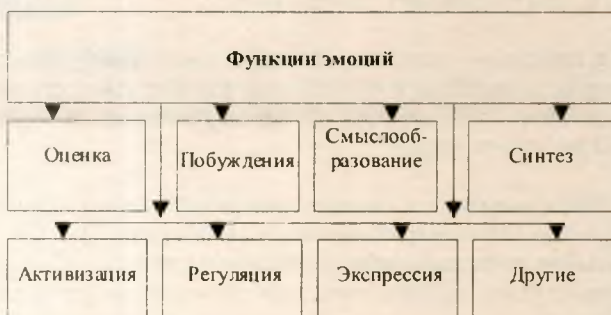 Функции эмоций
Оценка
Побуждения
Смыслооб-
разование
Синтез
Активизация
Регуляция
Экспрессия
Другие